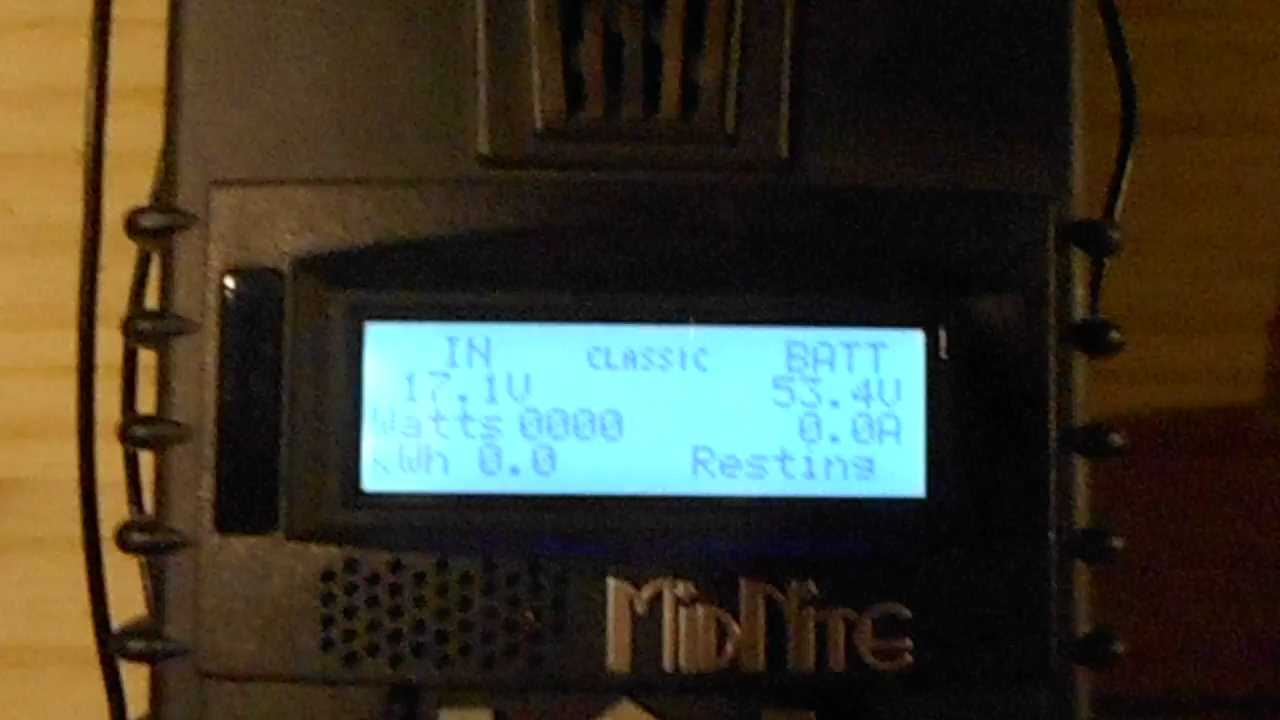 IN CLASSIC BATT
17.1V 53.4V
Watts 0000 0.0A
kWh 0.0 Resting
MidNite